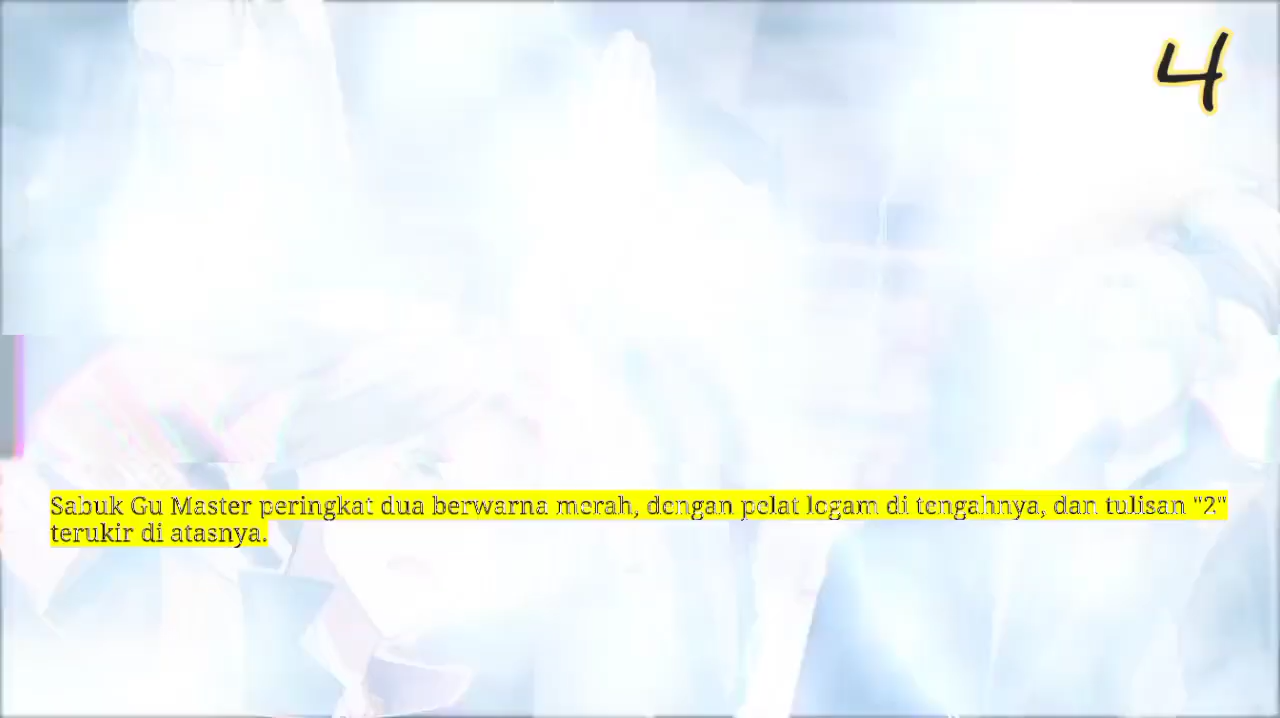 4
Sabuk Gu Master peringkat dua berwarna merah, dengan pelat logam di tengahnya, dan tulisan "2"
terukir di atasnya.